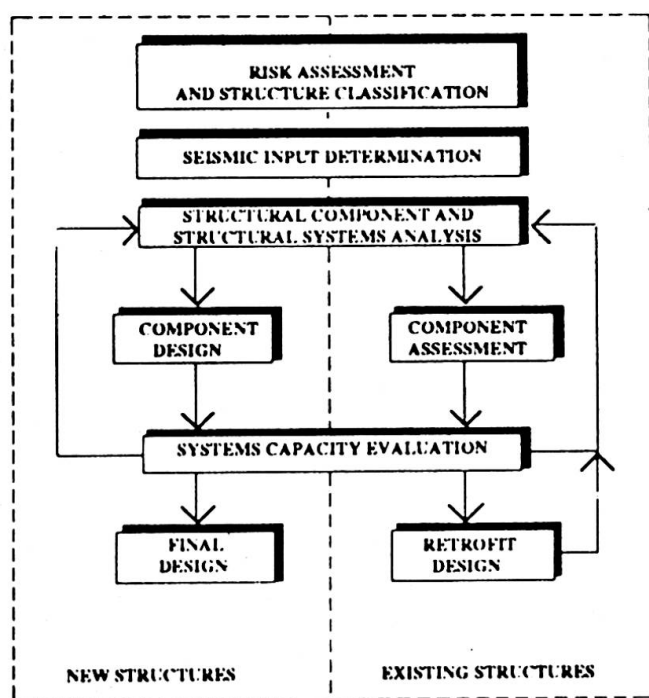 RISK ASSESSMENT
AND STRUCTURE CLASSIFICATION
SEISMIC INPUT DETERMINATION
STRUCTURAL COMPONENT AND
STRUCTURAL SYSTEMS ANALYSIS
COMPONENT
DESIGN
COMPONENT
ASSESSMENT
SYSTEMS CAPACITY EVALUATION
FINAL
DESIGN
RETROFIT
DESIGN
NEW STRUCTURES
EXISTING STRUCTURES